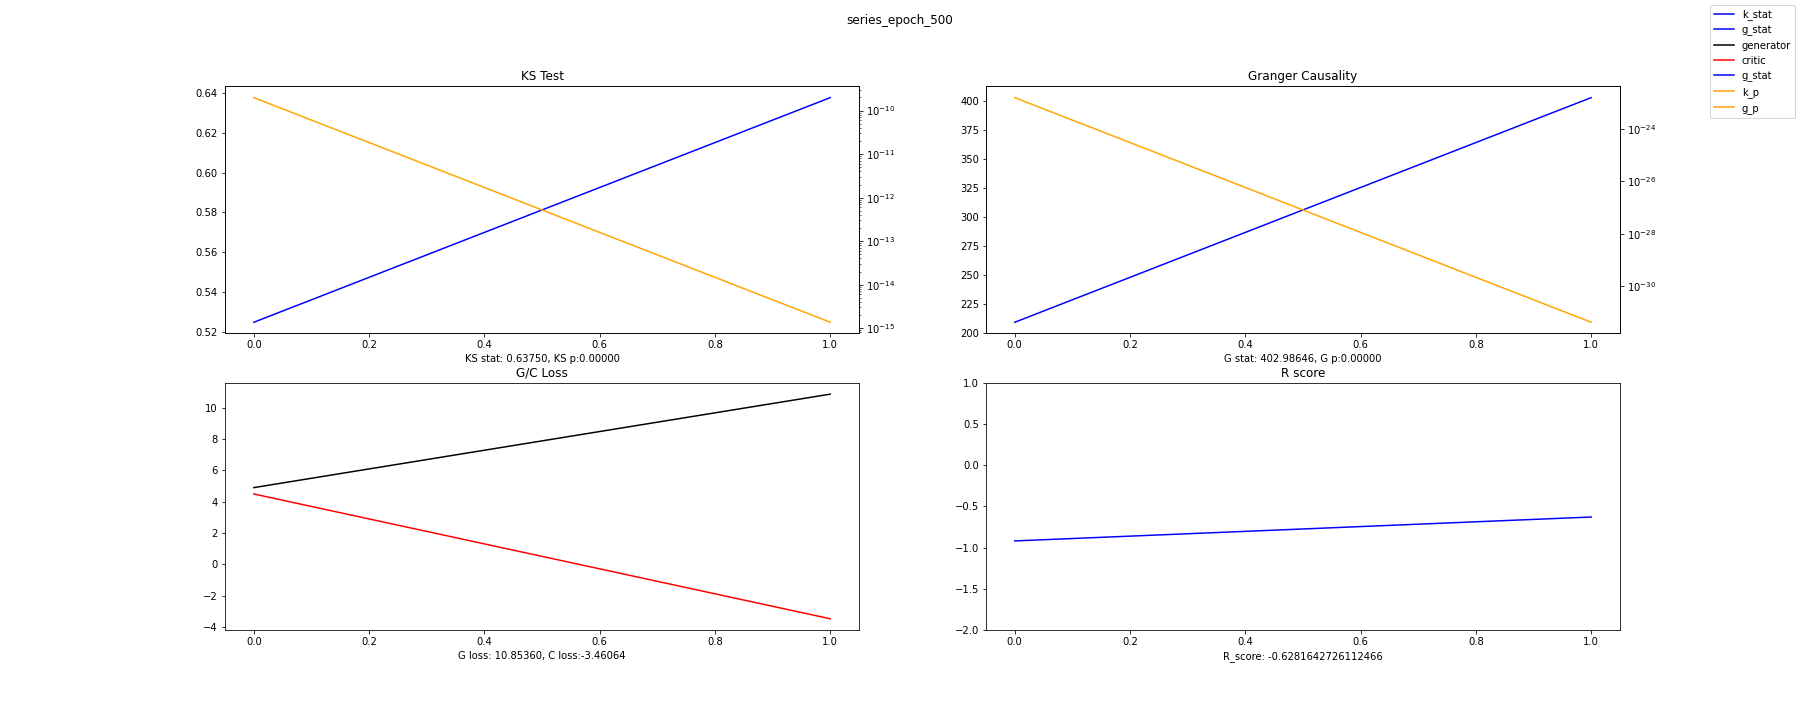 series_epoch_500
k_stat
g_stat
generator
critic
g_stat
k_p
g_p
KS Test
0.64
0.62
0.60
0.58
0.56
0.54
0.52
10⁻¹⁰
10⁻¹¹
10⁻¹²
10⁻¹³
10⁻¹⁴
10⁻¹⁵
0.0 0.2 0.4 0.6 0.8 1.0
KS stat: 0.63750, KS p:0.00000
Granger Causality
400
375
350
325
300
275
250
225
200
10⁻²⁴
10⁻²⁶
10⁻²⁸
10⁻³⁰
0.0 0.2 0.4 0.6 0.8 1.0
G stat: 402.98646, G p:0.00000
G/C Loss
10
8
6
4
2
0
−2
−4
0.0 0.2 0.4 0.6 0.8 1.0
G loss: 10.85360, C loss:-3.46064
R score
1.0
0.5
0.0
−0.5
−1.0
−1.5
−2.0
0.0 0.2 0.4 0.6 0.8 1.0
R_score: -0.6281642726112466